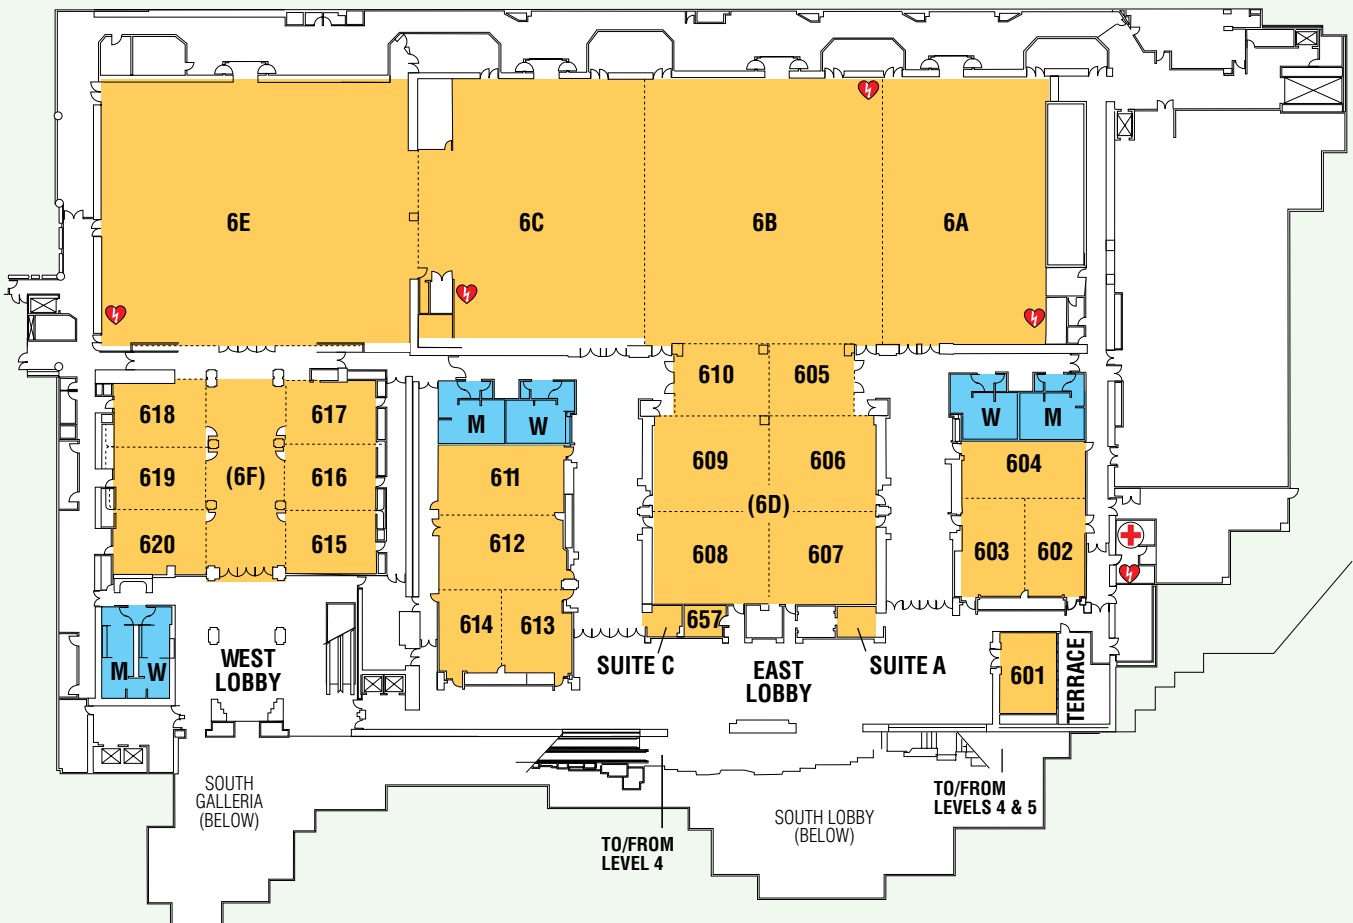 6E
6C
6B
6A
610
605
618
617
M
W
W
M
609
606
604
619
(6F)
616
611
(6D)
620
615
612
608
607
603
602
614
613
657
M
W
WEST
LOBBY
SUITE C
EAST
LOBBY
SUITE A
601
TERRACE
SOUTH
GALLERIA
(BELOW)
TO/FROM
LEVEL 4
SOUTH LOBBY
(BELOW)
TO/FROM
LEVELS 4 & 5